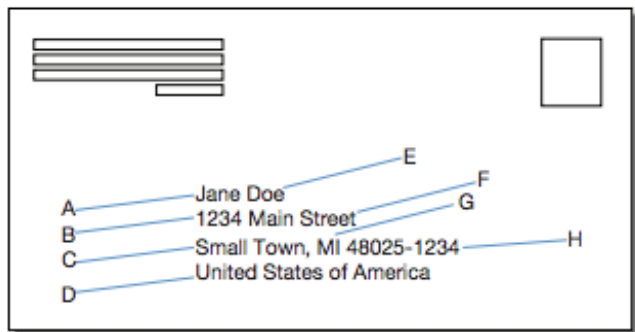 E
F
A Jane Doe
G
B 1234 Main Street
H
C Small Town, MI 48025-1234
D United States of America